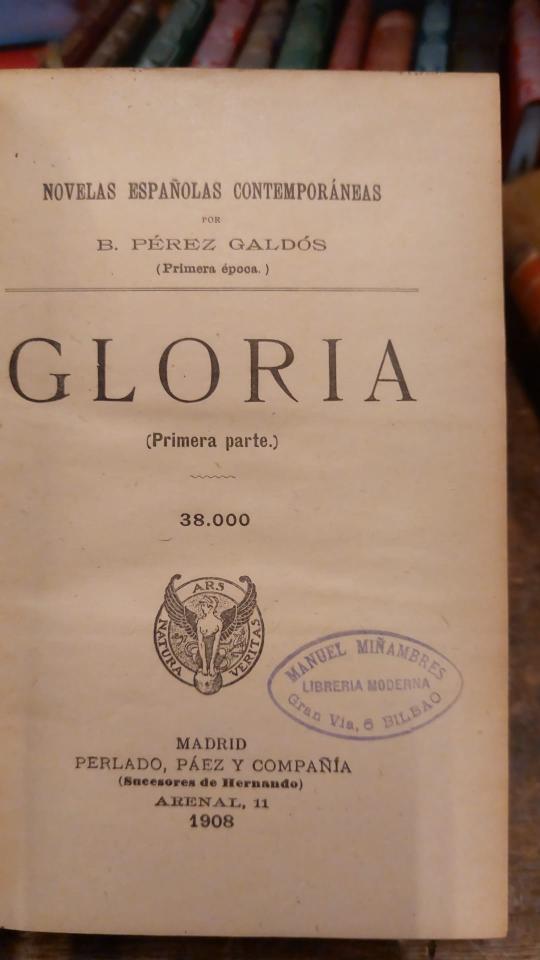 NOVELAS ESPAÑOLAS CONTEMPORÁNEAS
POR
B. PÉREZ GALDÓS
(Primera época.)
GLORIA
(Primera parte.)
38.000
ARS
NATURA
VERITAS
MANUEL MIÑAMBRES
LIBRERIA MODERNA
Gran Via, 6 BILBAO
MADRID
PERLADO, PÁEZ Y COMPAÑÍA
(Sucesores de Hernando)
ARENAL, 11
1908